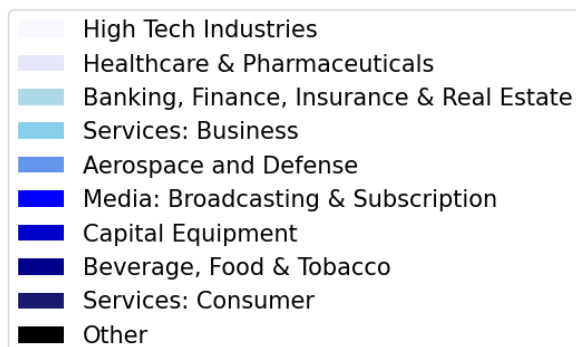 High Tech Industries
Healthcare & Pharmaceuticals
Banking, Finance, Insurance & Real Estate
Services: Business
Aerospace and Defense
Media: Broadcasting & Subscription
Capital Equipment
Beverage, Food & Tobacco
Services: Consumer
Other